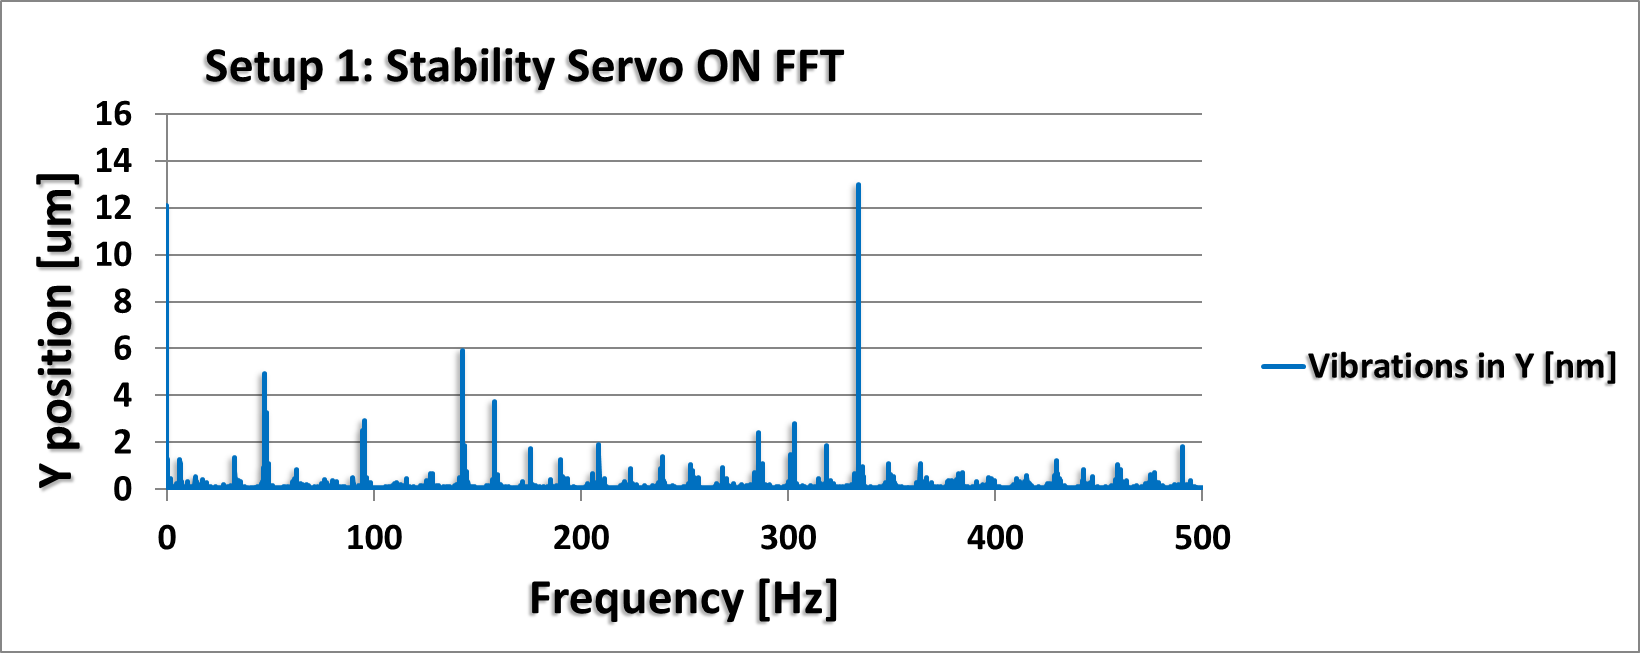 Setup 1: Stability Servo ON FFT
16
14
12
10
8
6
4
2
0
Y position [um]
0 100 200 300 400 500
Frequency [Hz]
Vibrations in Y [nm]